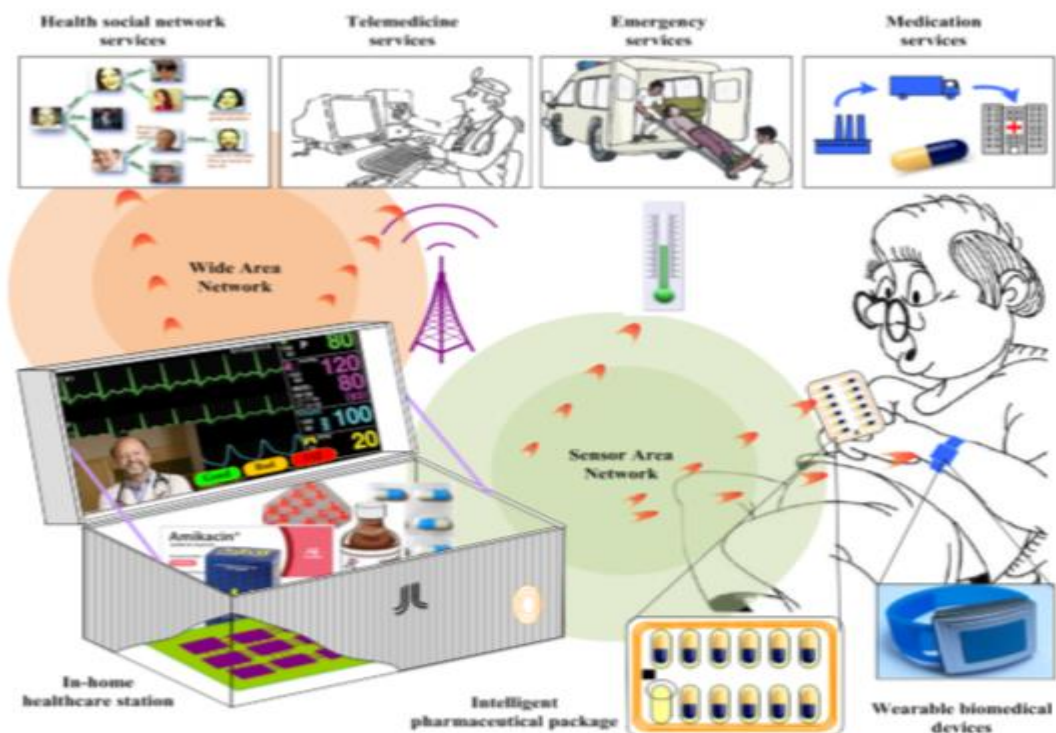 Health social network
services
Telemedicine
services
Emergency
services
Medication
services
Wide Area
Network
80
120
80
100
20
Sensor Area
Network
Amikacin
In-home
healthcare station
Intelligent
pharmaceutical package
Wearable biomedical
devices